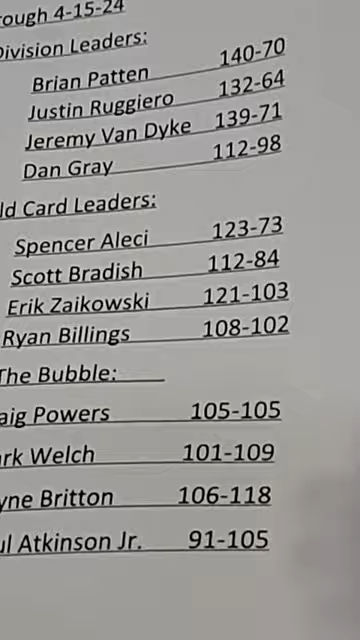 ough 4-15-24
Division Leaders:
Brian Patten 140-70
Justin Ruggiero 132-64
Jeremy Van Dyke 139-71
Dan Gray 112-98
ld Card Leaders:
Spencer Aleci 123-73
Scott Bradish 112-84
Erik Zaikowski 121-103
Ryan Billings 108-102
The Bubble:
aig Powers 105-105
rk Welch 101-109
yne Britton 106-118
ul Atkinson Jr. 91-105